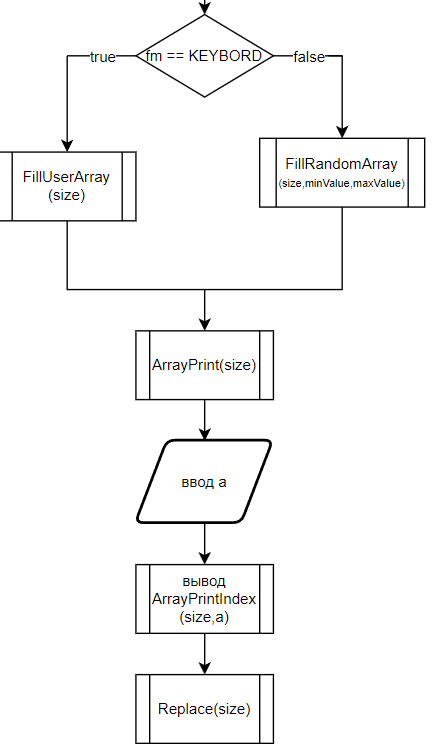 fm == KEYBORD
true
false
FillUserArray
(size)
FillRandomArray
(size,minValue,maxValue)
ArrayPrint(size)
ввод a
вывод
ArrayPrintIndex
(size,a)
Replace(size)